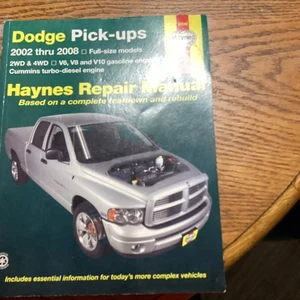 Dodge Pick-ups
2002 thru 2008 □ Full-size models
2WD & 4WD □ V6, V8 and V10 gasoline
Cummins turbo-diesel engine
Haynes Repair Manual
Based on a complete teardown and rebuild
Includes essential information for today's more complex vehicles